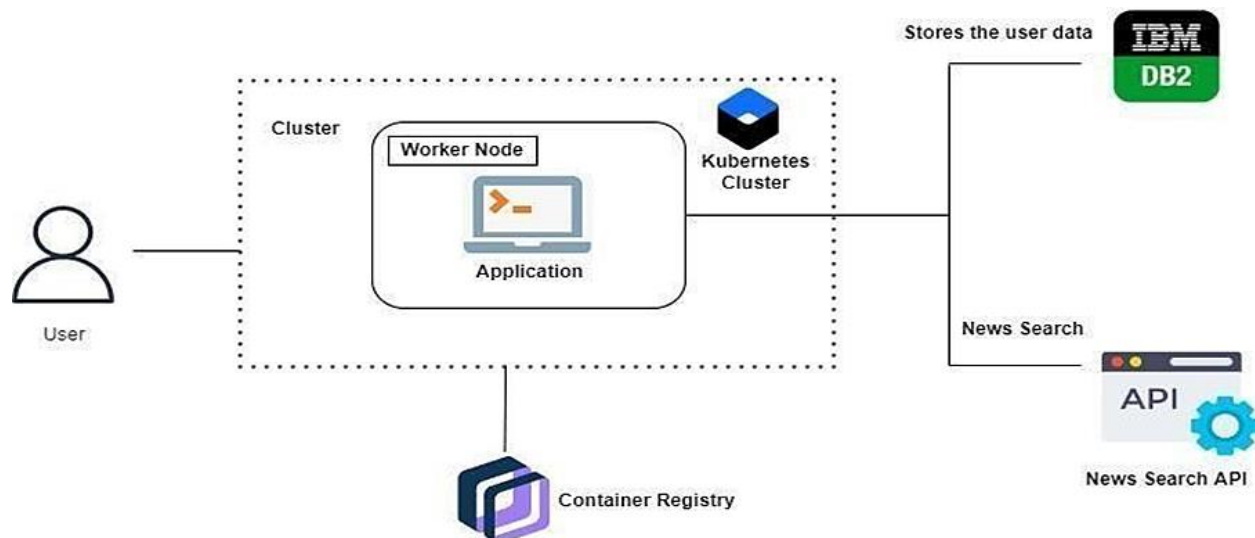 Stores the user data
IBM
DB2
Cluster
Worker Node
Kubernetes
Cluster
Application
User
News Search
API
News Search API
Container Registry